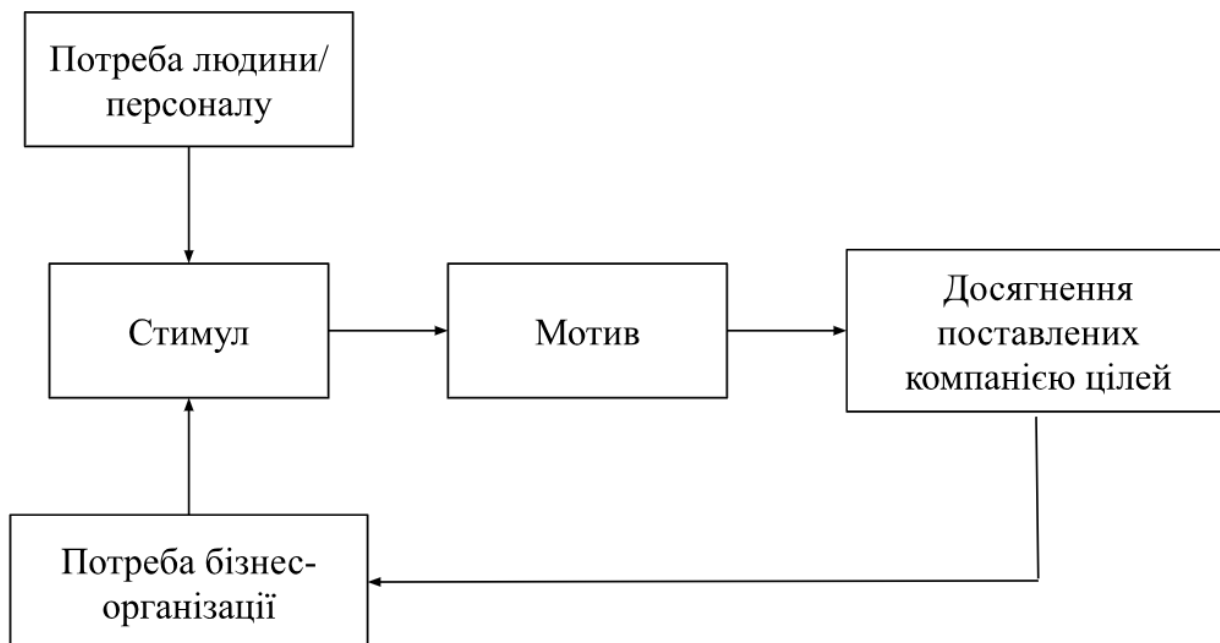 Потреба людини/
персоналу
Стимул
Мотив
Досягнення
поставлених
компанією цілей
Потреба бізнес-
організації